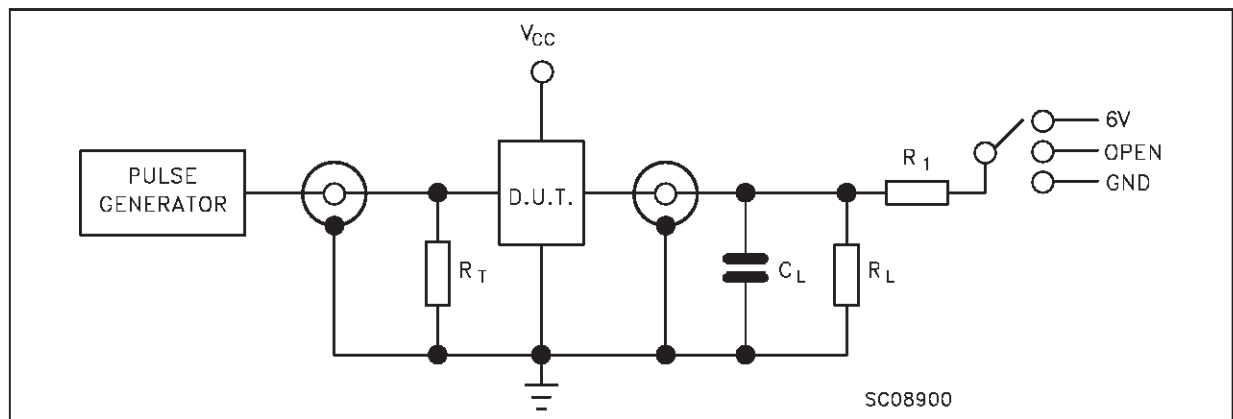 VCC
6V
PULSE
GENERATOR
D.U.T.
R1
OPEN
GND
RT
CL
RL
SC08900